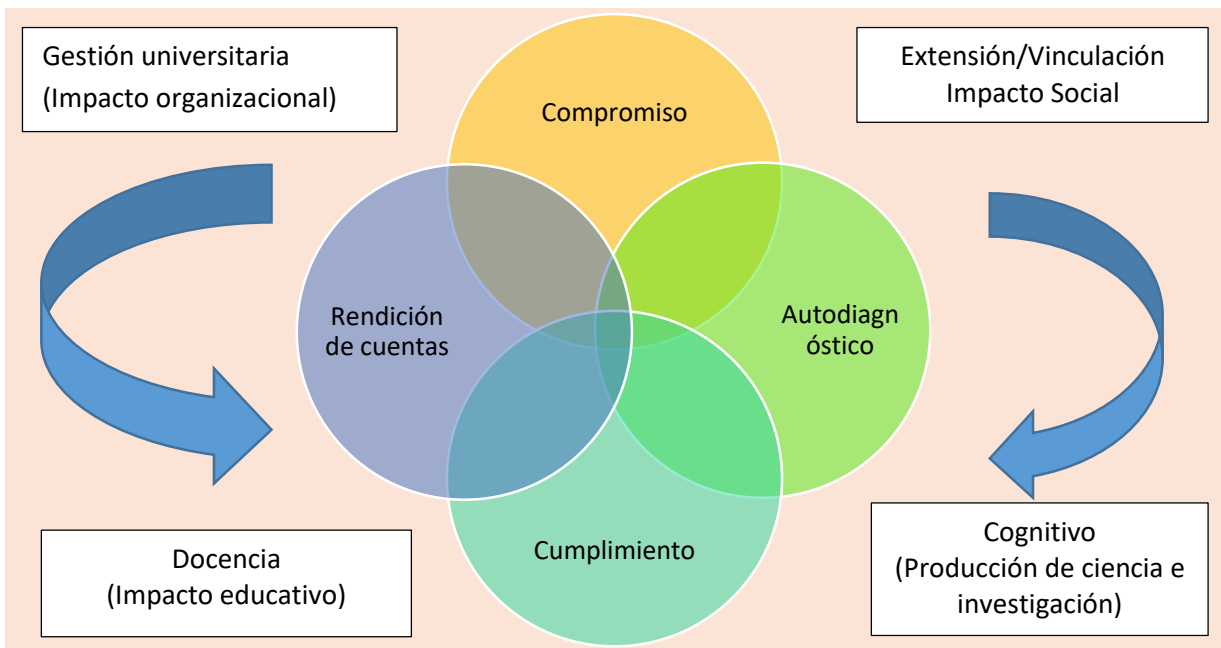 Gestión universitaria
(Impacto organizacional)
Extensión/Vinculación
Impacto Social
Compromiso
Rendición
de cuentas
Autodiagn
óstico
Cumplimiento
Docencia
(Impacto educativo)
Cognitivo
(Producción de ciencia e
investigación)